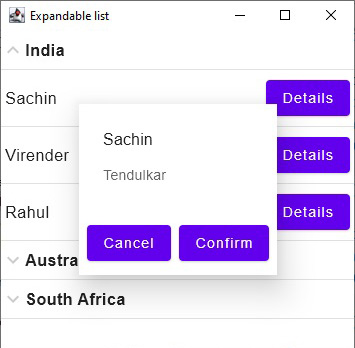 Expandable list
India
Sachin Details
Sachin
Tendulkar
Virender Details
Rahul Details
Cancel Confirm
Austra
South Africa